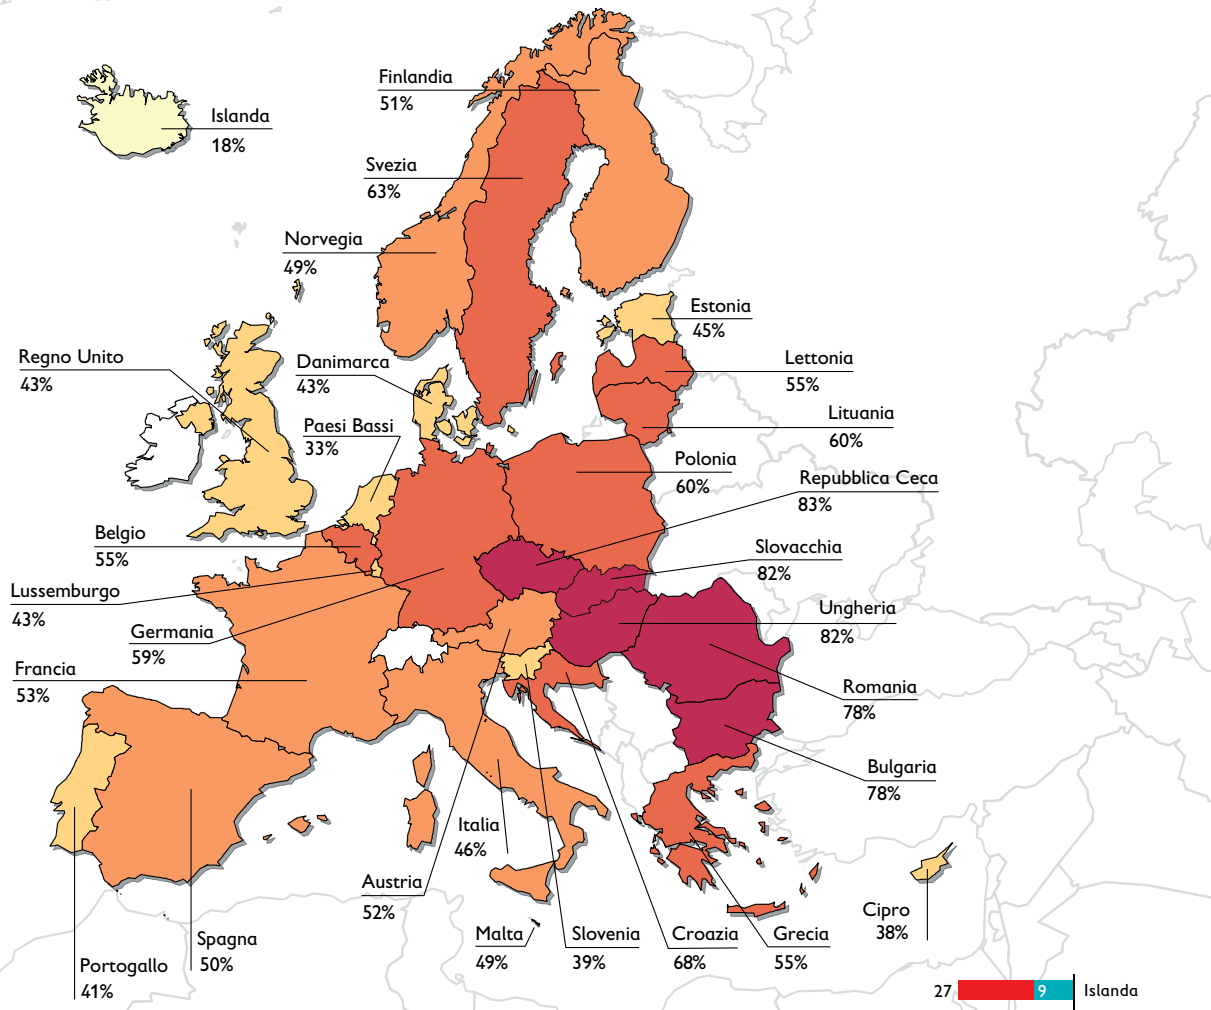 Finlandia
51%
Islanda
18%
Svezia
63%
Norvegia
49%
Estonia
45%
Regno Unito
43%
Danimarca
43%
Lettonia
55%
Lituania
60%
Paesi Bassi
33%
Polonia
60%
Repubblica Ceca
83%
Belgio
55%
Slovacchia
82%
Lussemburgo
43%
Ungheria
82%
Germania
59%
Francia
53%
Romania
78%
Bulgaria
78%
Italia
46%
Austria
52%
Cipro
38%
Malta
49%
Slovenia
39%
Croazia
68%
Grecia
55%
Spagna
50%
Portogallo
41%
27 9 Islanda